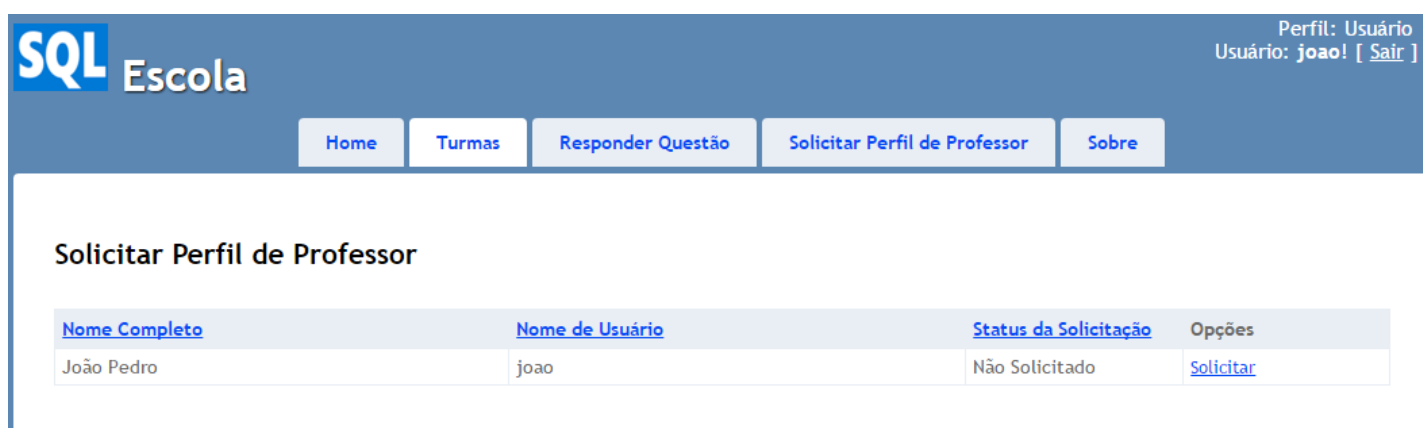 Perfil: Usuário
Usuário: joao! [ Sair ]
SQL Escola
Home Turmas Responder Questão Solicitar Perfil de Professor Sobre
Solicitar Perfil de Professor
Nome Completo Nome de Usuário Status da Solicitação Opções
João Pedro joao Não Solicitado Solicitar